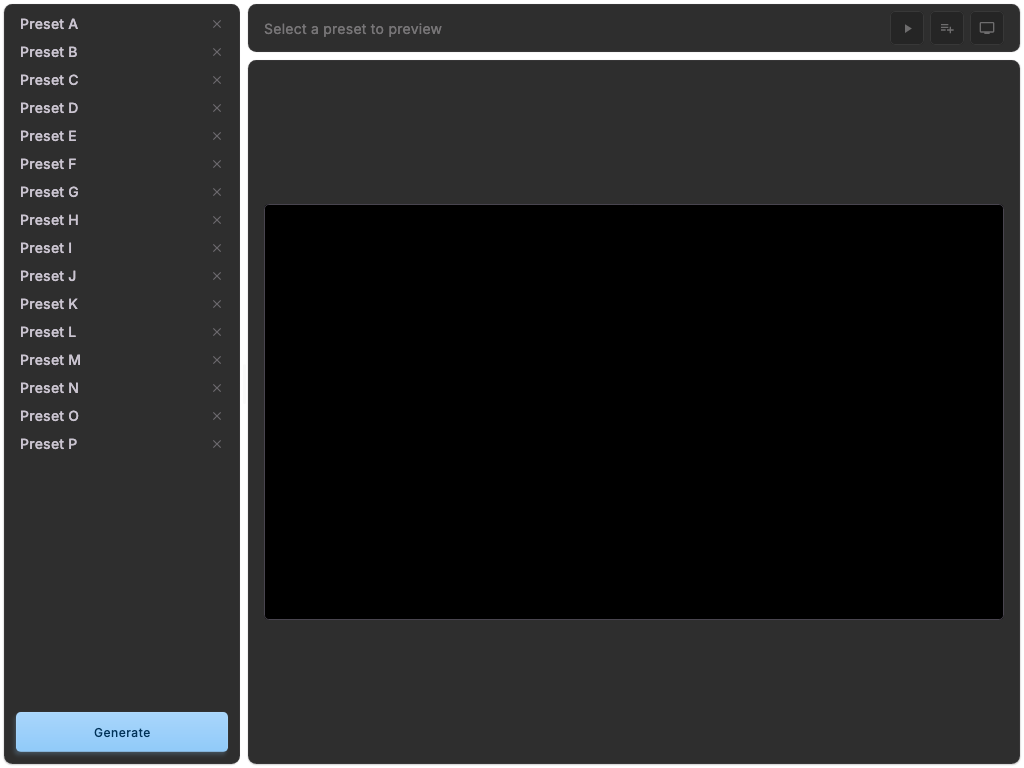 Preset A
Preset B
Preset C
Preset D
Preset E
Preset F
Preset G
Preset H
Preset I
Preset J
Preset K
Preset L
Preset M
Preset N
Preset O
Preset P
Generate
Select a preset to preview